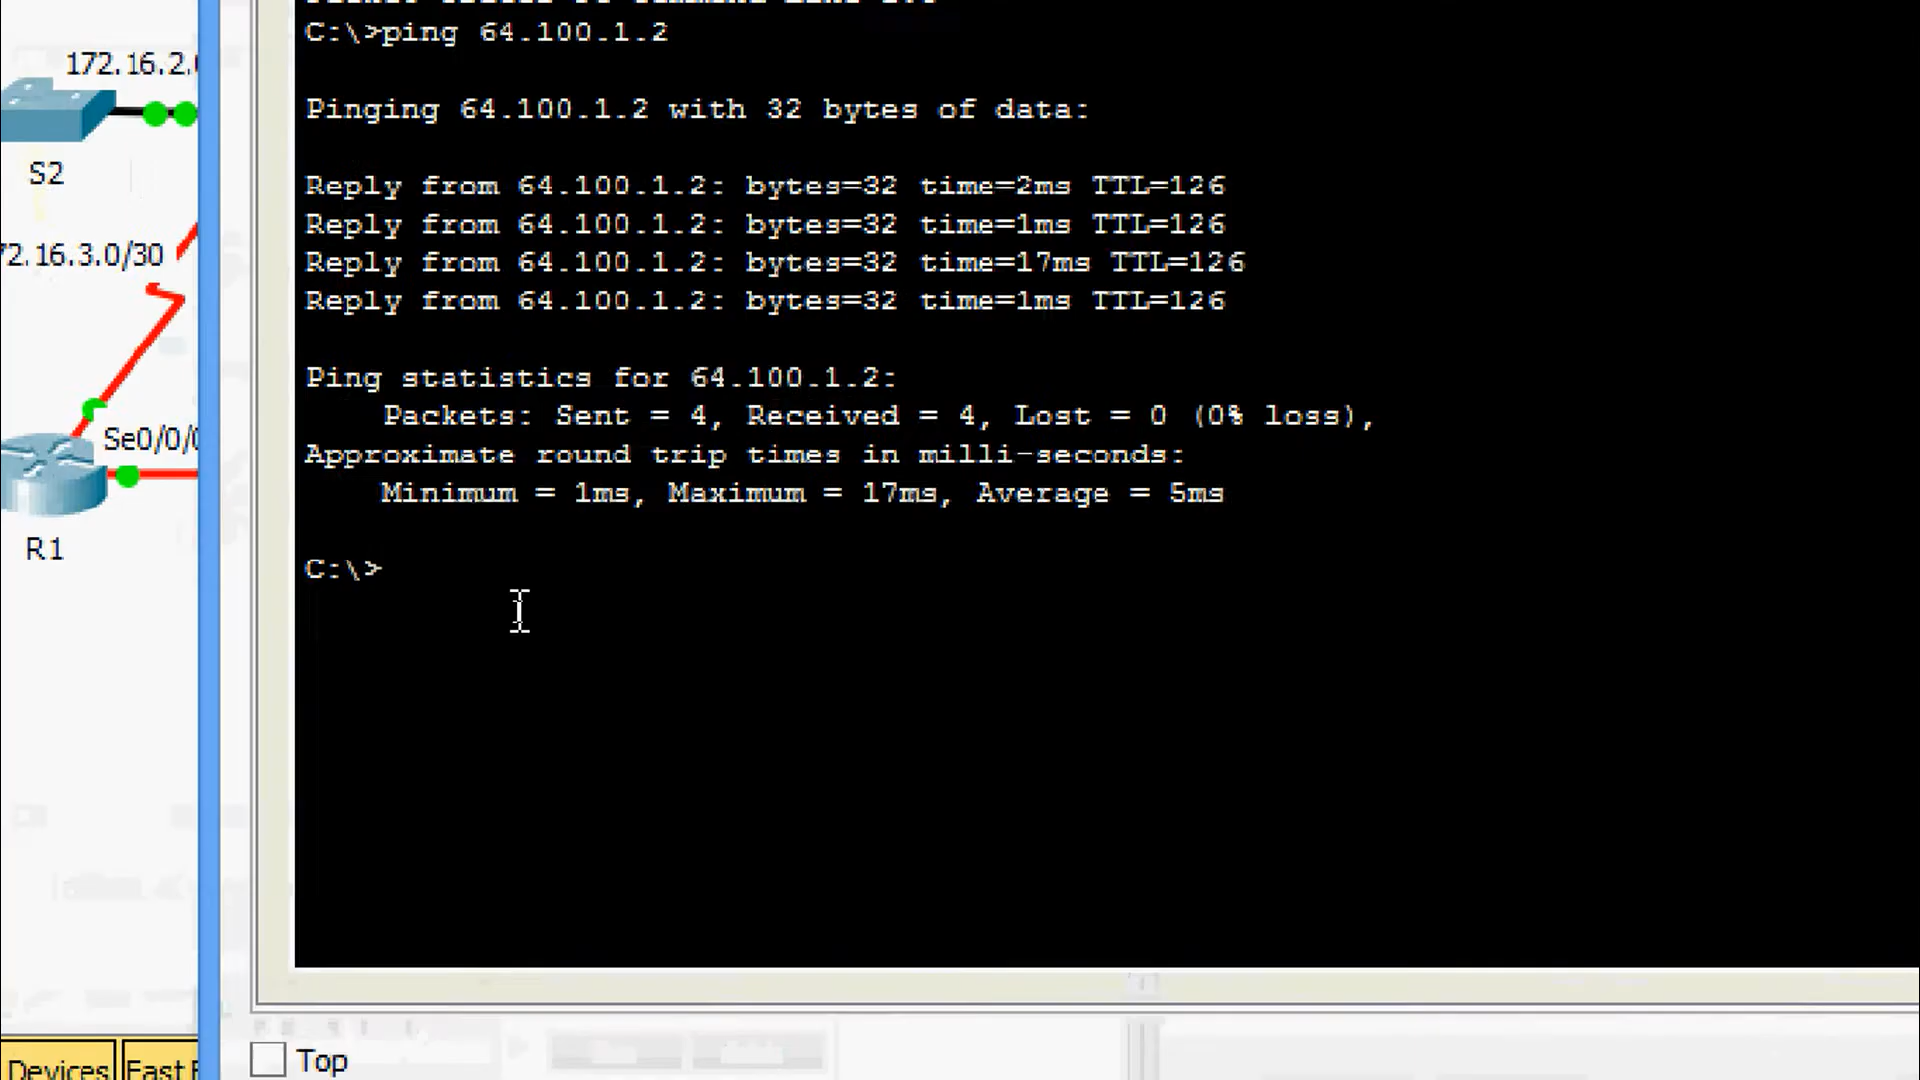 C:\>ping 64.100.1.2
Pinging 64.100.1.2 with 32 bytes of data:
Reply from 64.100.1.2: bytes=32 time=2ms TTL=126
Reply from 64.100.1.2: bytes=32 time=1ms TTL=126
Reply from 64.100.1.2: bytes=32 time=17ms TTL=126
Reply from 64.100.1.2: bytes=32 time=1ms TTL=126
Ping statistics for 64.100.1.2:
Packets: Sent = 4, Received = 4, Lost = 0 (0% loss),
Approximate round trip times in milli-seconds:
Minimum = 1ms, Maximum = 17ms, Average = 5ms
C:\>
172.16.2.
S2
72.16.3.0/30
Se0/0/0
R1
Devices
East
Top